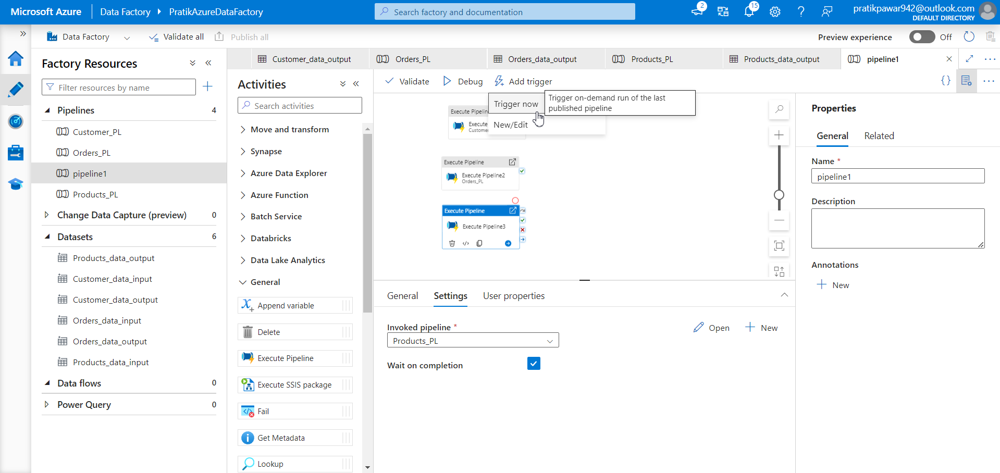 Microsoft Azure
Data Factory
PratikAzureDataFactory
Search factory and documentation
2
15
pratikpawar942@outlook.com
DEFAULT DIRECTORY
Data Factory
Validate all
Publish all
Preview experience
Off
Factory Resources
Filter resources by name
Pipelines 4
Customer_PL
Orders_PL
pipeline1
Products_PL
Change Data Capture (preview) 0
Datasets 6
Products_data_output
Customer_data_input
Customer_data_output
Orders_data_input
Orders_data_output
Products_data_input
Data flows 0
Power Query 0
Customer_data_output
Orders_PL
Orders_data_output
Products_PL
Products_data_output
pipeline1
Activities
Search activities
Move and transform
Synapse
Azure Data Explorer
Azure Function
Batch Service
Databricks
Data Lake Analytics
General
Append variable
Delete
Execute Pipeline
Execute SSIS package
Fail
Get Metadata
Lookup
Validate
Debug
Add trigger
Trigger now
New/Edit
Trigger on-demand run of the last
published pipeline
Execute Pipelin
Execute
Customer
Execute Pipeline
Execute Pipeline2
Orders_PL
Execute Pipeline
Execute Pipeline3
General
Settings
User properties
Invoked pipeline *
Products_PL
Open
New
Wait on completion
Properties
General
Related
Name *
pipeline1
Description
Annotations
New